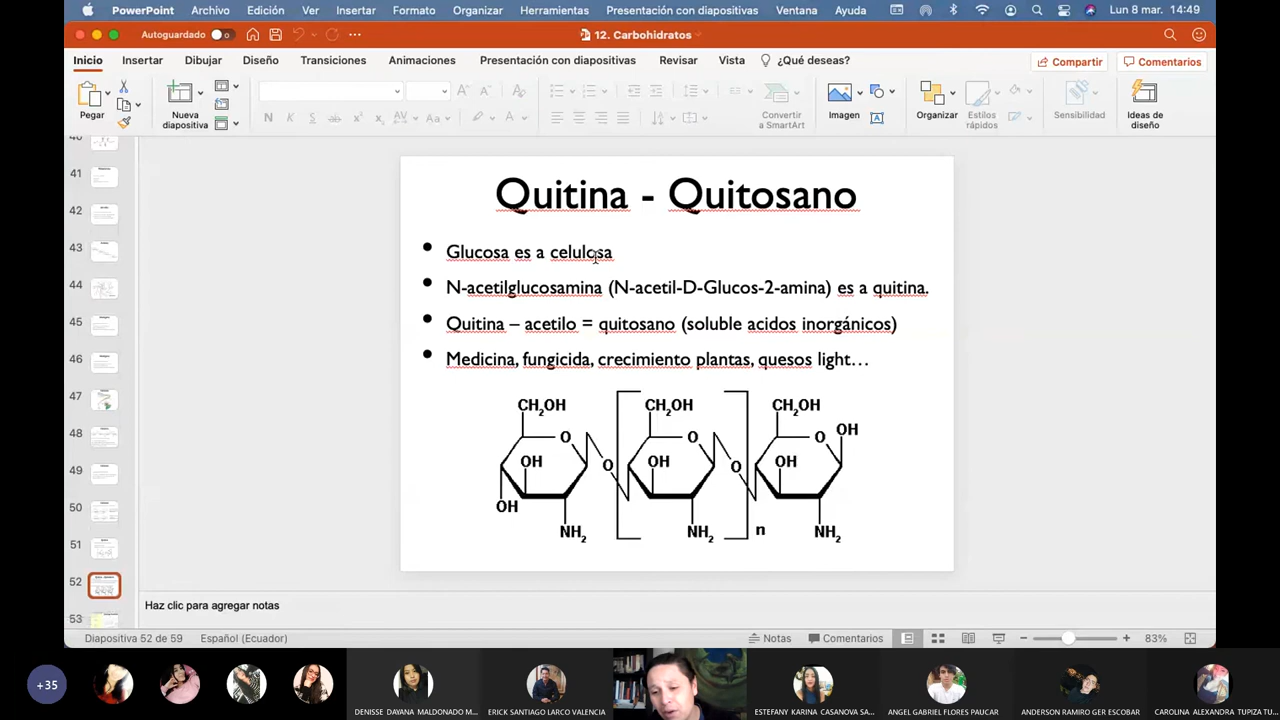 PowerPoint Archivo Edición Ver Insertar Formato Organizar Herramientas Presentación con diapositivas Ventana Ayuda Lun 8 mar. 14:49
Autoguardado 12. Carbohidratos
Inicio Insertar Dibujar Diseño Transiciones Animaciones Presentación con diapositivas Revisar Vista ¿Qué deseas? Compartir Comentarios
Pegar Nueva diapositiva Convertir a SmartArt Imagen Organizar Estilos rápidos Sensibilidad Ideas de diseño
41
42
43
44
45
46
47
48
49
50
51
52
53
Quitina - Quitosano
• Glucosa es a celulosa
• N-acetilglucosamina (N-acetil-D-Glucos-2-amina) es a quitina.
• Quitina – acetilo = quitosano (soluble acidos inorgánicos)
• Medicina, fungicida, crecimiento plantas, quesos light…
CH2OH CH2OH CH2OH
O O O OH
OH OH OH
O O
OH
NH2 NH2 n NH2
Haz clic para agregar notas
Diapositiva 52 de 59 Español (Ecuador) Notas Comentarios 83%
+35
DENISSE DAYANA MALDONADO M... ERICK SANTIAGO LARCO VALENCIA ESTEFANY KARINA CASANOVA SA... ANGEL GABRIEL FLORES PAUCAR ANDERSON RAMIRO GER ESCOBAR CAROLINA ALEXANDRA TUPIZA TU...